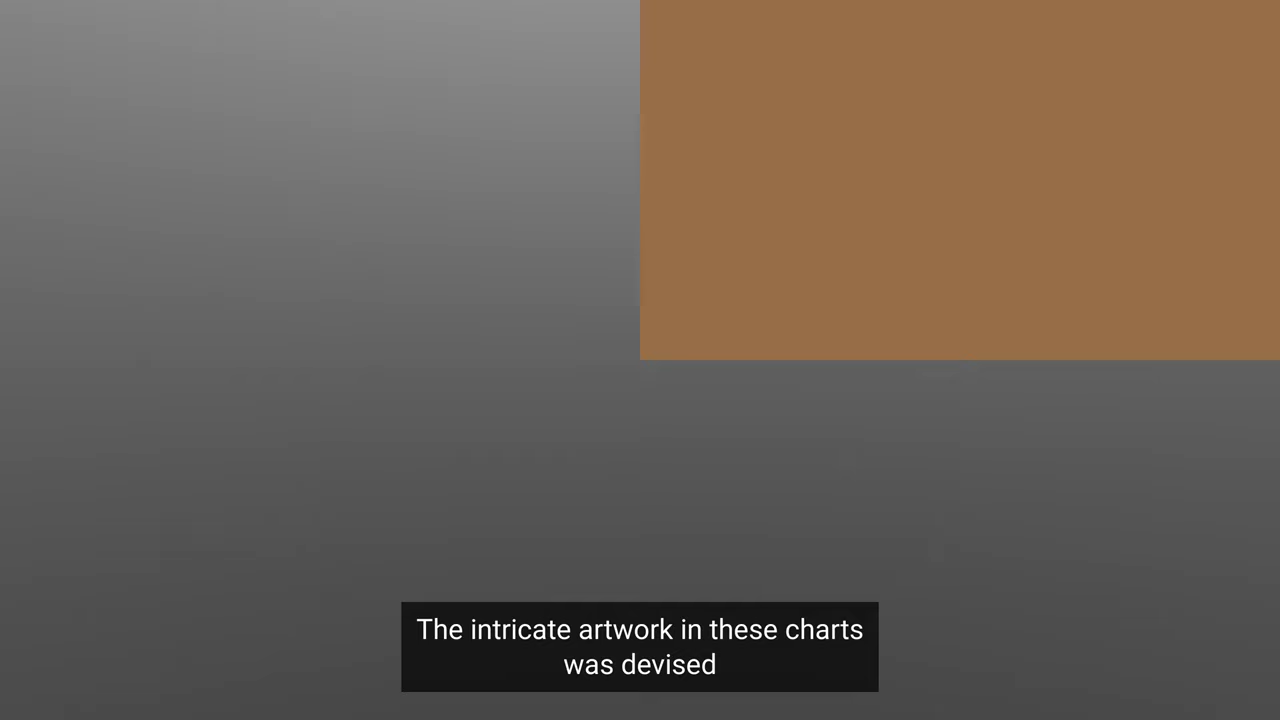 The intricate artwork in these charts
was devised